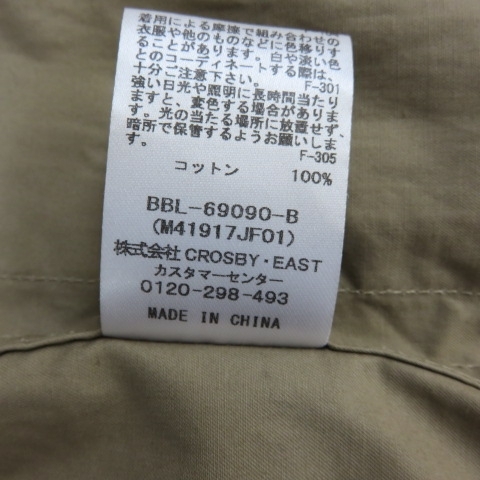 着用による摩擦で組み合わせの
衣服や他のものなどに色移りす
ることがあります。白や淡い色
とのコーディネートする際は、
十分ご注意下さい。 F-301
強い日光や照明に長時間当たり
ますと、変色する場合がありま
す。光の当たる場所に放置せず、
暗所で保管するようお願いしま
す。 F-305
コットン 100%
BBL-69090-B
(M41917JF01)
株式会社 CROSBY・EAST
カスタマーセンター
0120-298-493
MADE IN CHINA